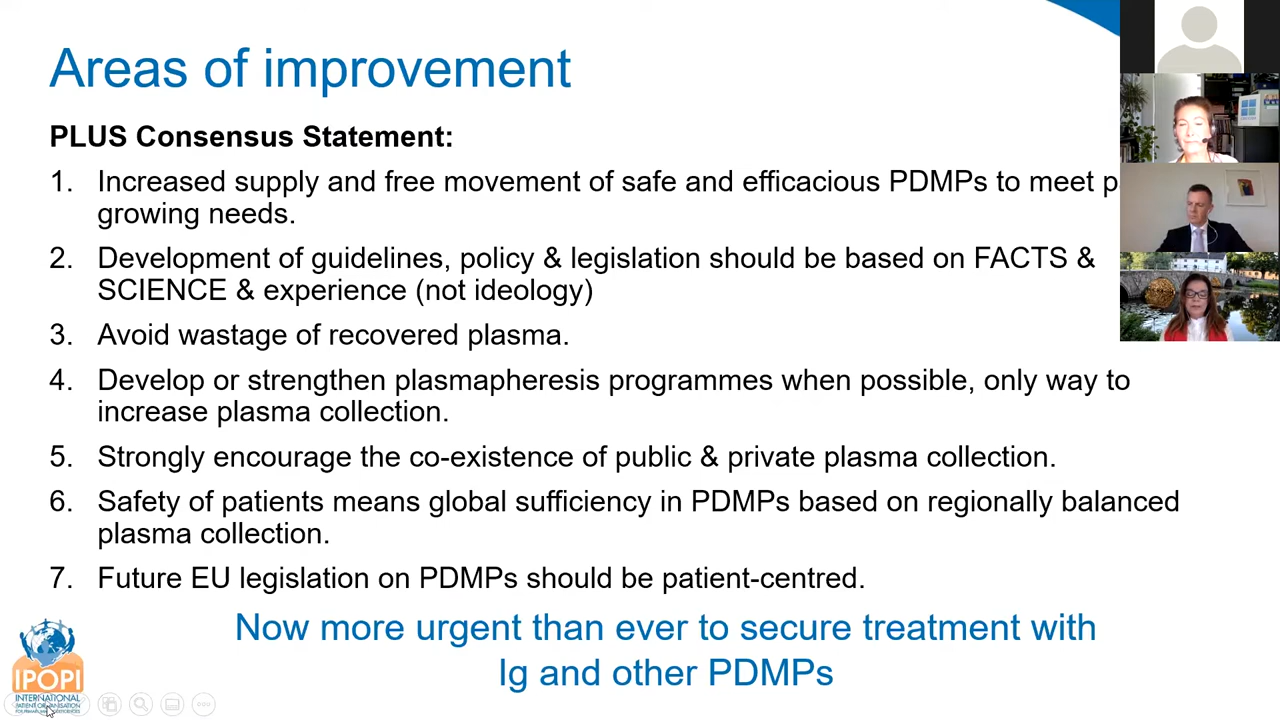 Areas of improvement
PLUS Consensus Statement:
1. Increased supply and free movement of safe and efficacious PDMPs to meet
growing needs.
2. Development of guidelines, policy & legislation should be based on FACTS &
SCIENCE & experience (not ideology)
3. Avoid wastage of recovered plasma.
4. Develop or strengthen plasmapheresis programmes when possible, only way to
increase plasma collection.
5. Strongly encourage the co-existence of public & private plasma collection.
6. Safety of patients means global sufficiency in PDMPs based on regionally balanced
plasma collection.
7. Future EU legislation on PDMPs should be patient-centred.
Now more urgent than ever to secure treatment with
Ig and other PDMPs
IPOPI
INTERNATIONAL